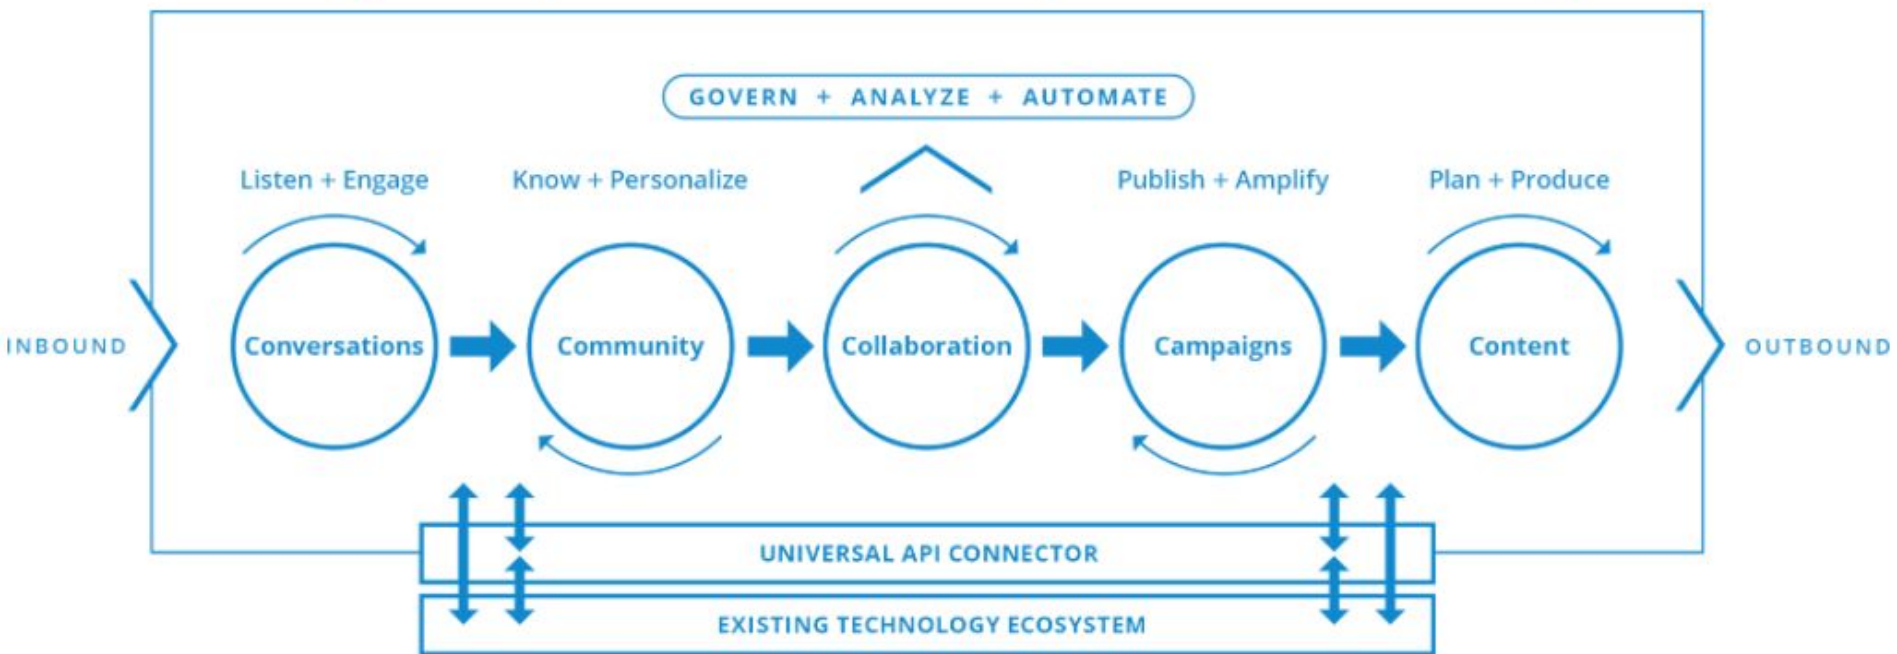 GOVERN + ANALYZE + AUTOMATE
Listen + Engage
Know + Personalize
Publish + Amplify
Plan + Produce
INBOUND
Conversations
Community
Collaboration
Campaigns
Content
OUTBOUND
UNIVERSAL API CONNECTOR
EXISTING TECHNOLOGY ECOSYSTEM